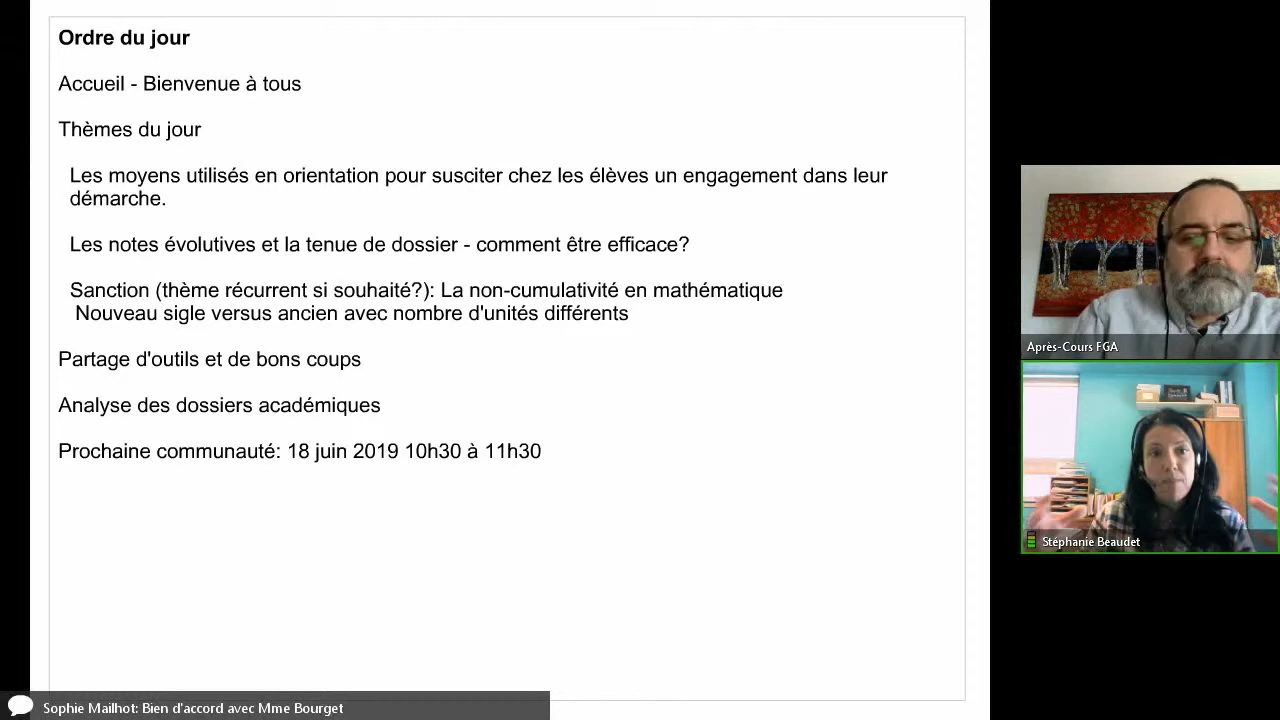 Ordre du jour
Accueil - Bienvenue à tous
Thèmes du jour
Les moyens utilisés en orientation pour susciter chez les élèves un engagement dans leur
démarche.
Les notes évolutives et la tenue de dossier - comment être efficace?
Sanction (thème récurrent si souhaité?): La non-cumulativité en mathématique
Nouveau sigle versus ancien avec nombre d'unités différents
Partage d'outils et de bons coups
Analyse des dossiers académiques
Prochaine communauté: 18 juin 2019 10h30 à 11h30
Après-Cours FGA
Stéphanie Beaudet
Sophie Mailhot: Bien d'accord avec Mme Bourget